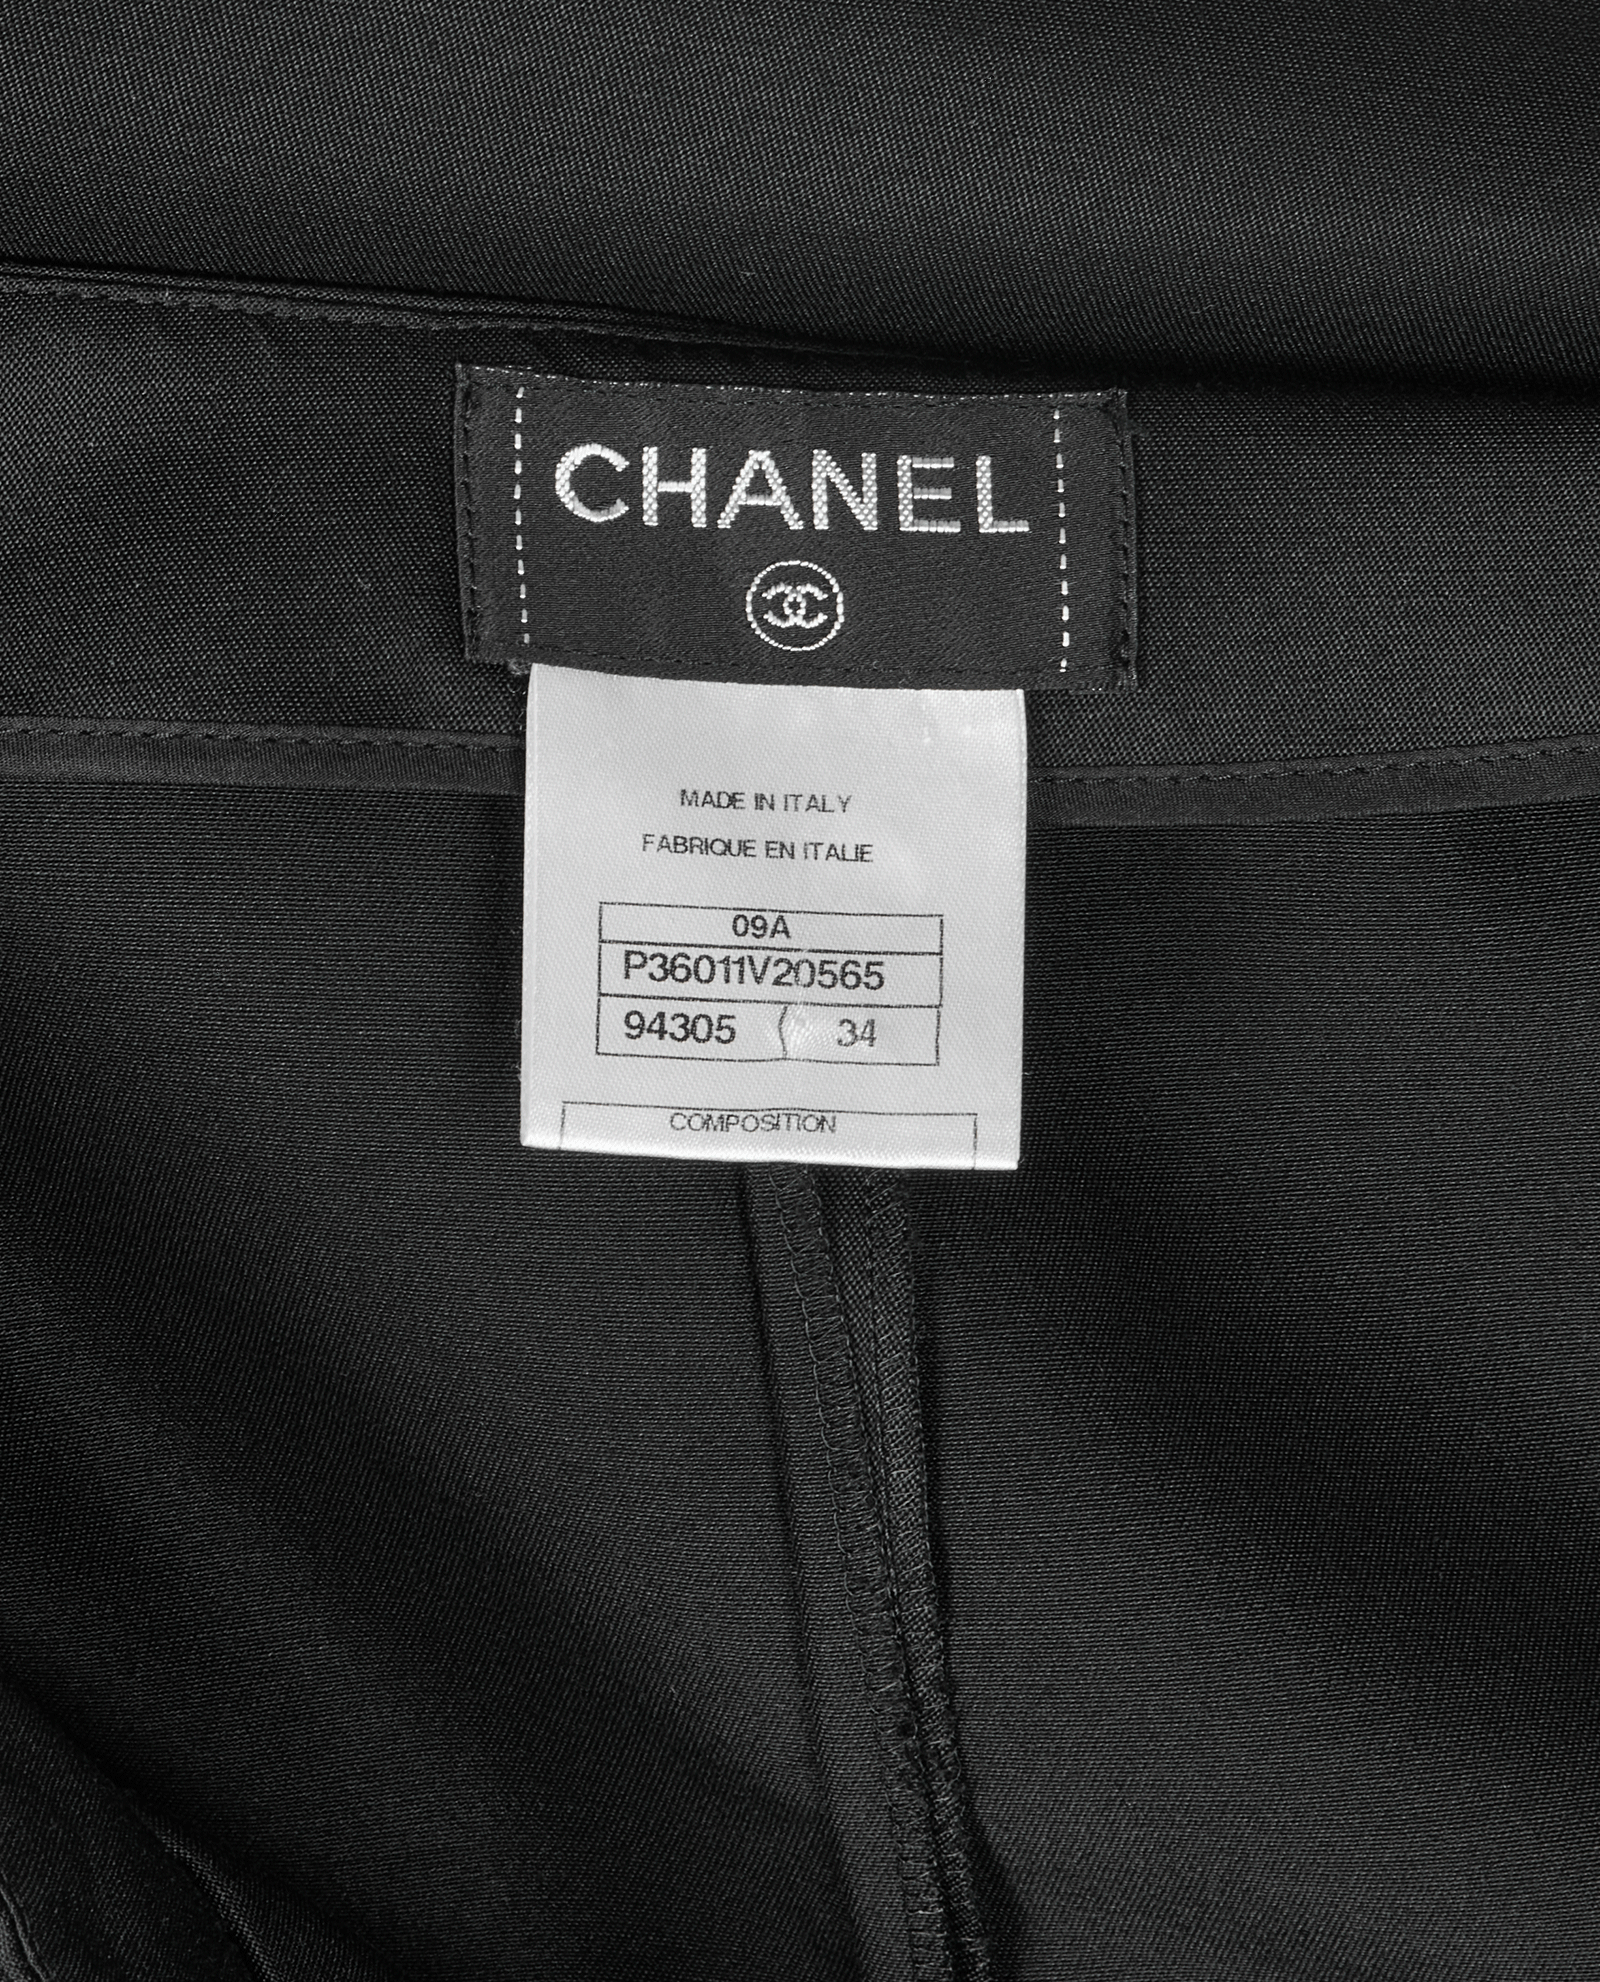 CHANEL
MADE IN ITALY
FABRIQUE EN ITALIE
09A
P36011V20565
94305 34
COMPOSITION